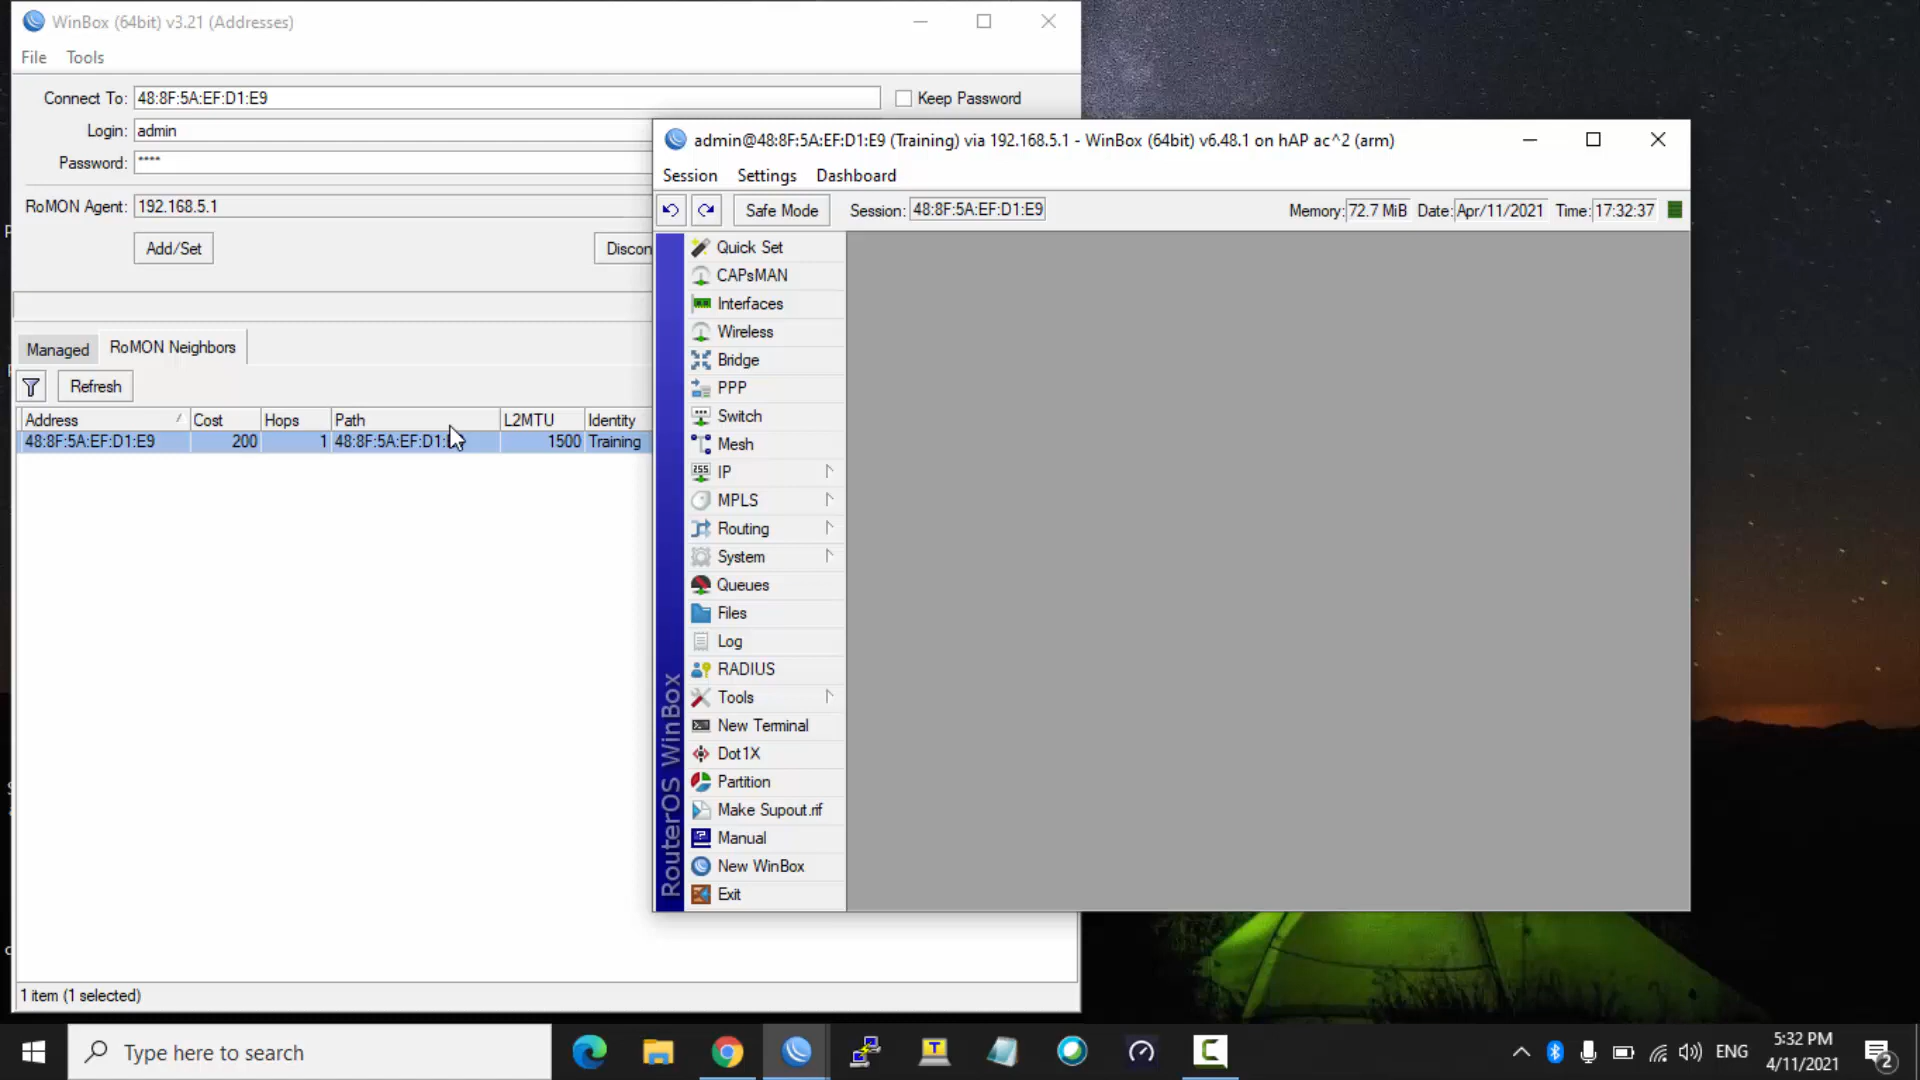 WinBox (64bit) v3.21 (Addresses)
File Tools
Connect To: 48:8F:5A:EF:D1:E9 Keep Password
Login: admin
Password: ****
RoMON Agent: 192.168.5.1
Add/Set Discon
Managed RoMON Neighbors
Refresh
Address Cost Hops Path L2MTU Identity
48:8F:5A:EF:D1:E9 200 1 48:8F:5A:EF:D1: 1500 Training
1 item (1 selected)
admin@48:8F:5A:EF:D1:E9 (Training) via 192.168.5.1 - WinBox (64bit) v6.48.1 on hAP ac^2 (arm)
Session Settings Dashboard
Safe Mode Session: 48:8F:5A:EF:D1:E9 Memory: 72.7 MiB Date: Apr/11/2021 Time: 17:32:37
Quick Set
CAPsMAN
Interfaces
Wireless
Bridge
PPP
Switch
Mesh
255 IP
MPLS
Routing
System
Queues
Files
Log
RADIUS
Tools
New Terminal
Dot1X
Partition
Make Supout.rif
Manual
New WinBox
Exit
RouterOS WinBox
Type here to search
ENG
5:32 PM
4/11/2021
2